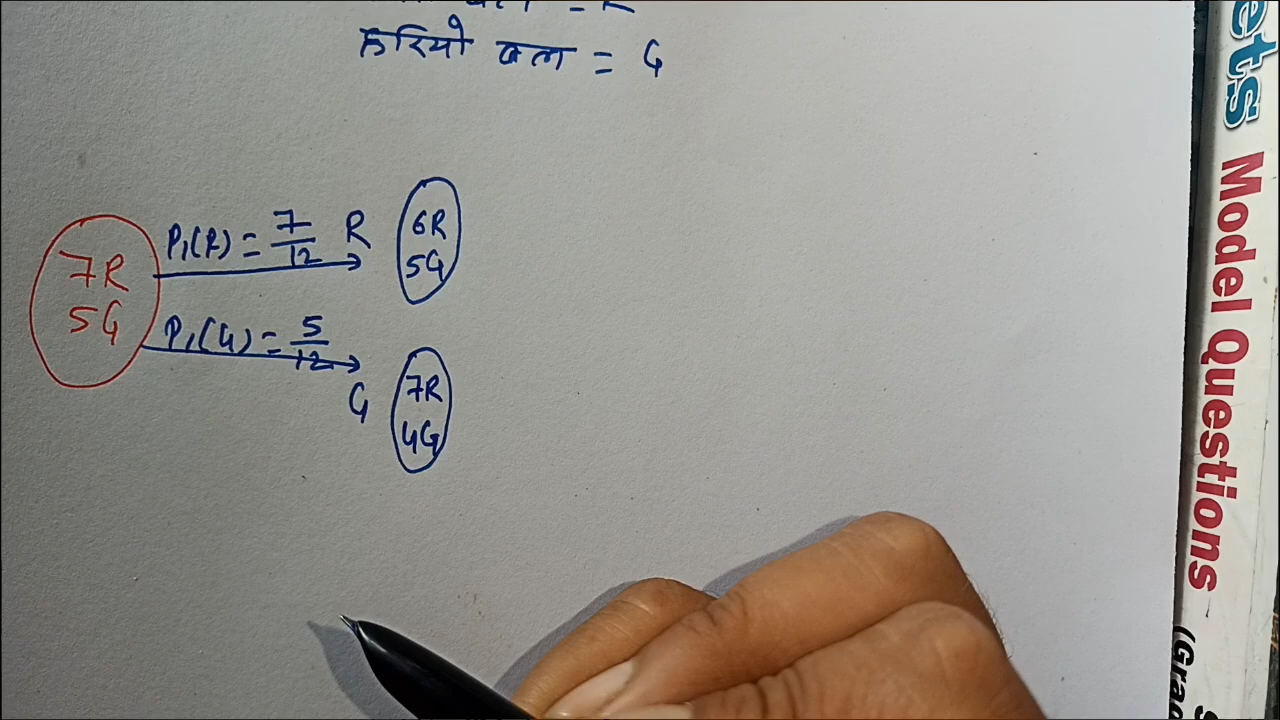 = R
हरियो बल = G
7R
5G
P₁(R) = 7/12 R
6R
5G
P₁(G) = 5/12
G
7R
4G
ets
Model Questions